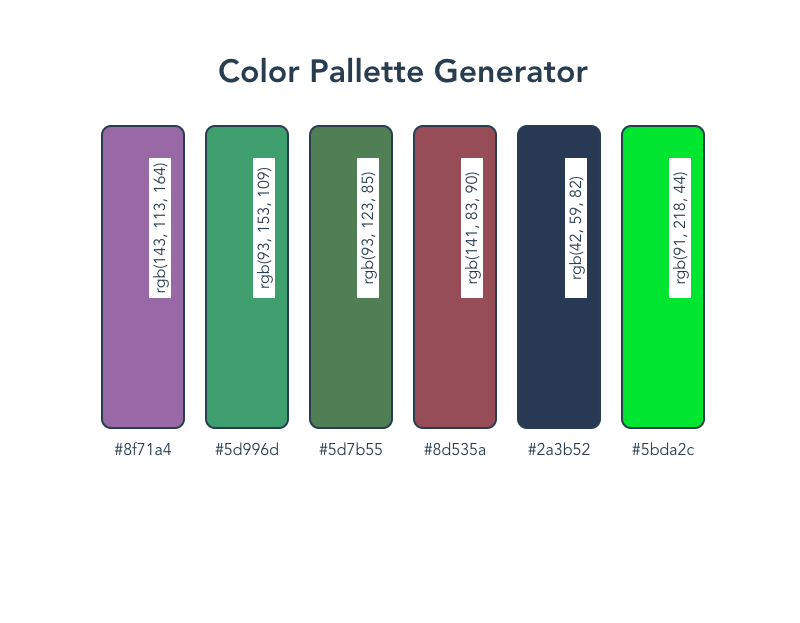 Color Pallette Generator
rgb(143, 113, 164)
rgb(93, 153, 109)
rgb(93, 123, 85)
rgb(141, 83, 90)
rgb(42, 59, 82)
rgb(91, 218, 44)
#8f71a4
#5d996d
#5d7b55
#8d535a
#2a3b52
#5bda2c